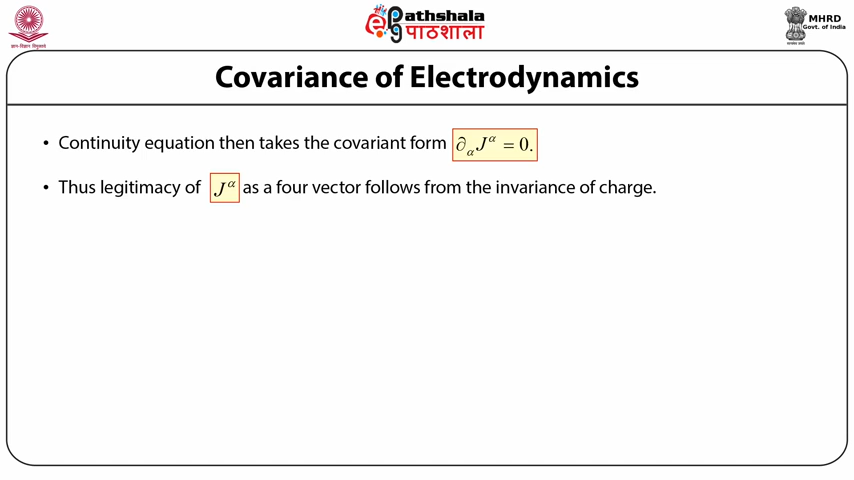 ePathshala
पाठशाला
MHRD
Govt. of India
Covariance of Electrodynamics
• Continuity equation then takes the covariant form ∂_α J^α = 0.
• Thus legitimacy of J^α as a four vector follows from the invariance of charge.